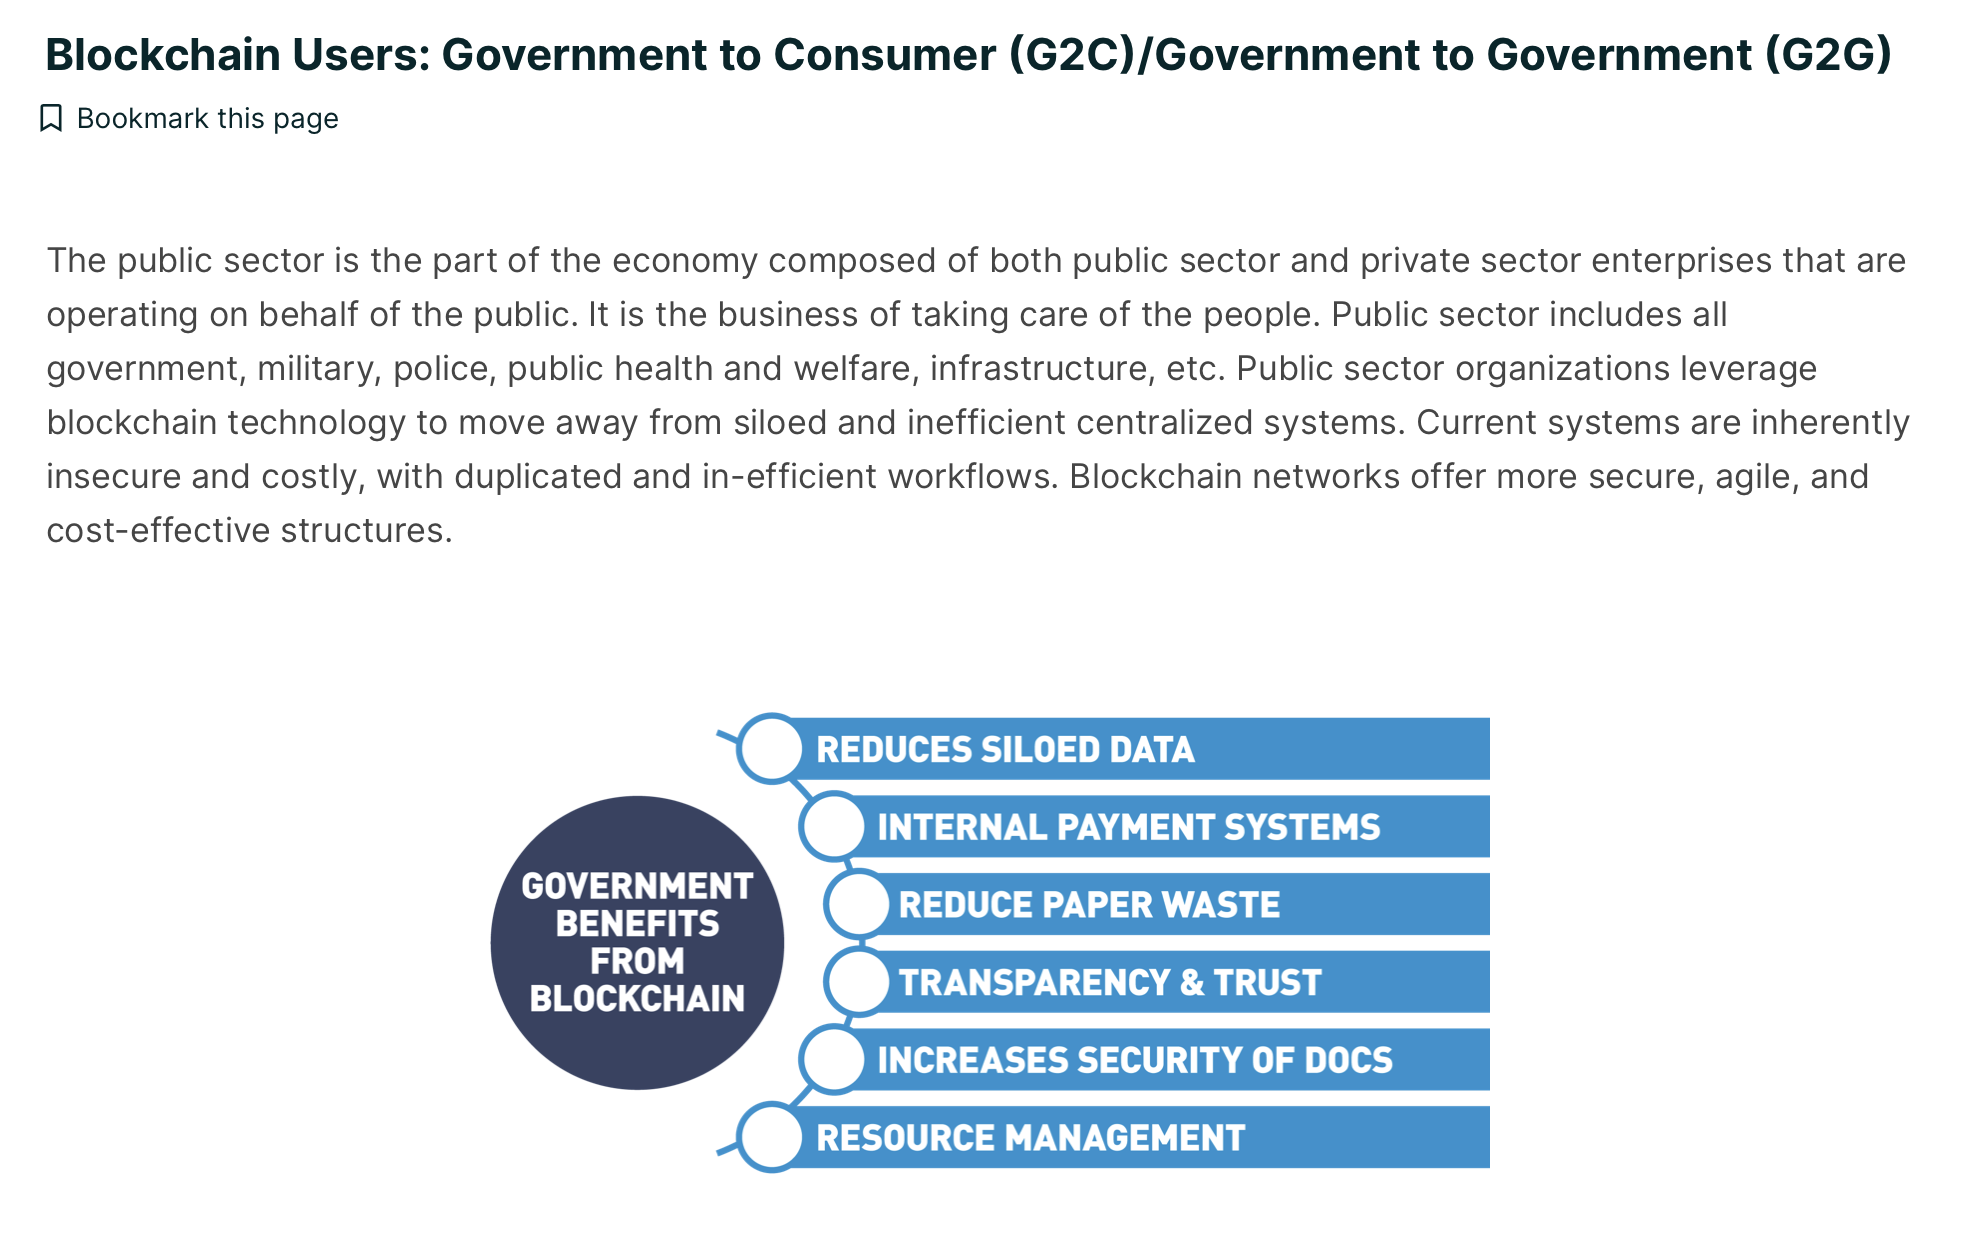 Blockchain Users: Government to Consumer (G2C)/Government to Government (G2G)
Bookmark this page
The public sector is the part of the economy composed of both public sector and private sector enterprises that are
operating on behalf of the public. It is the business of taking care of the people. Public sector includes all
government, military, police, public health and welfare, infrastructure, etc. Public sector organizations leverage
blockchain technology to move away from siloed and inefficient centralized systems. Current systems are inherently
insecure and costly, with duplicated and in-efficient workflows. Blockchain networks offer more secure, agile, and
cost-effective structures.
GOVERNMENT
BENEFITS
FROM
BLOCKCHAIN
REDUCES SILOED DATA
INTERNAL PAYMENT SYSTEMS
REDUCE PAPER WASTE
TRANSPARENCY & TRUST
INCREASES SECURITY OF DOCS
RESOURCE MANAGEMENT